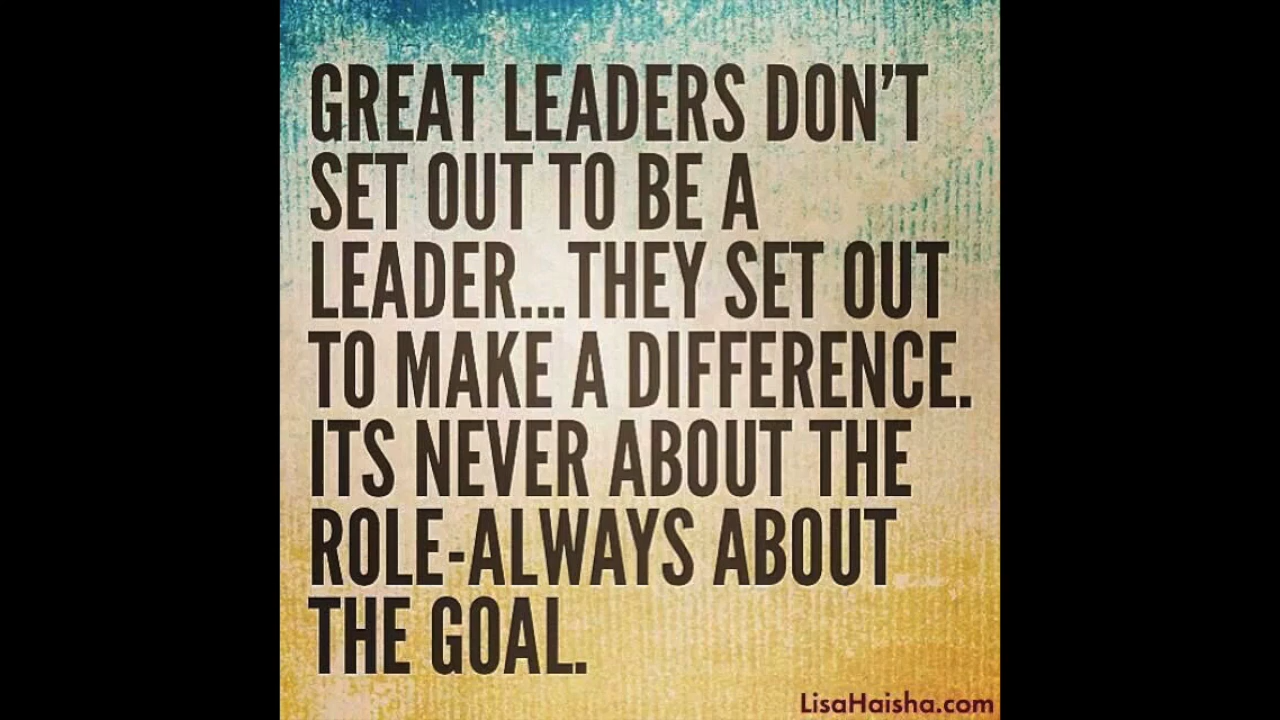 GREAT LEADERS DON'T
SET OUT TO BE A
LEADER...THEY SET OUT
TO MAKE A DIFFERENCE.
ITS NEVER ABOUT THE
ROLE-ALWAYS ABOUT
THE GOAL.
LisaHaisha.com